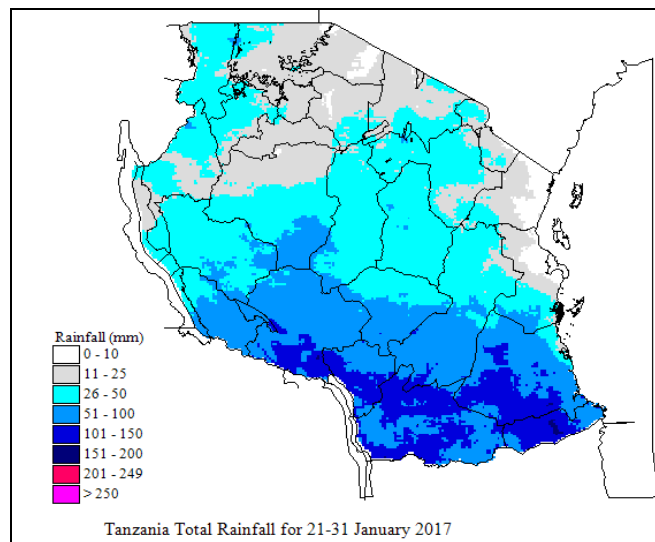 Rainfall (mm)
0 - 10
11 - 25
26 - 50
51 - 100
101 - 150
151 - 200
201 - 249
> 250
Tanzania Total Rainfall for 21-31 January 2017